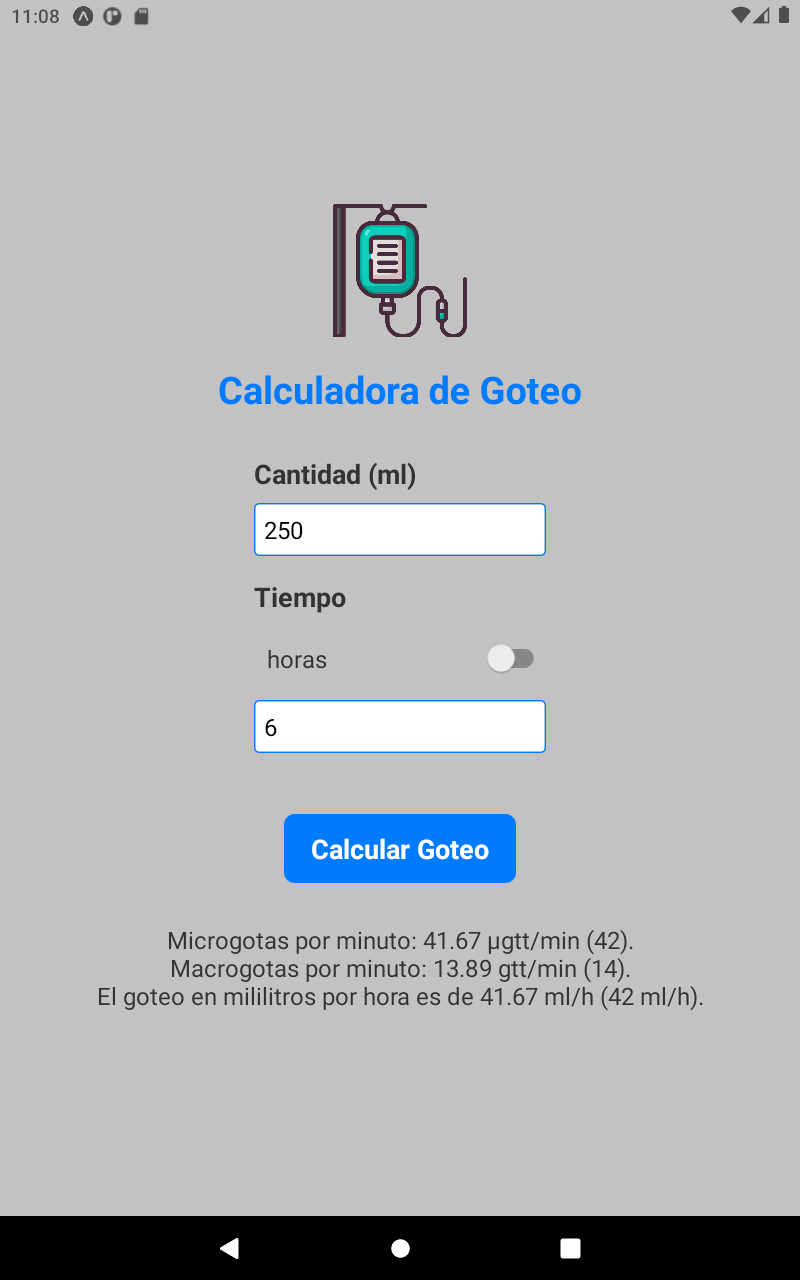 11:08
Calculadora de Goteo
Cantidad (ml)
250
Tiempo
horas
6
Calcular Goteo
Microgotas por minuto: 41.67 µgtt/min (42).
Macrogotas por minuto: 13.89 gtt/min (14).
El goteo en mililitros por hora es de 41.67 ml/h (42 ml/h).